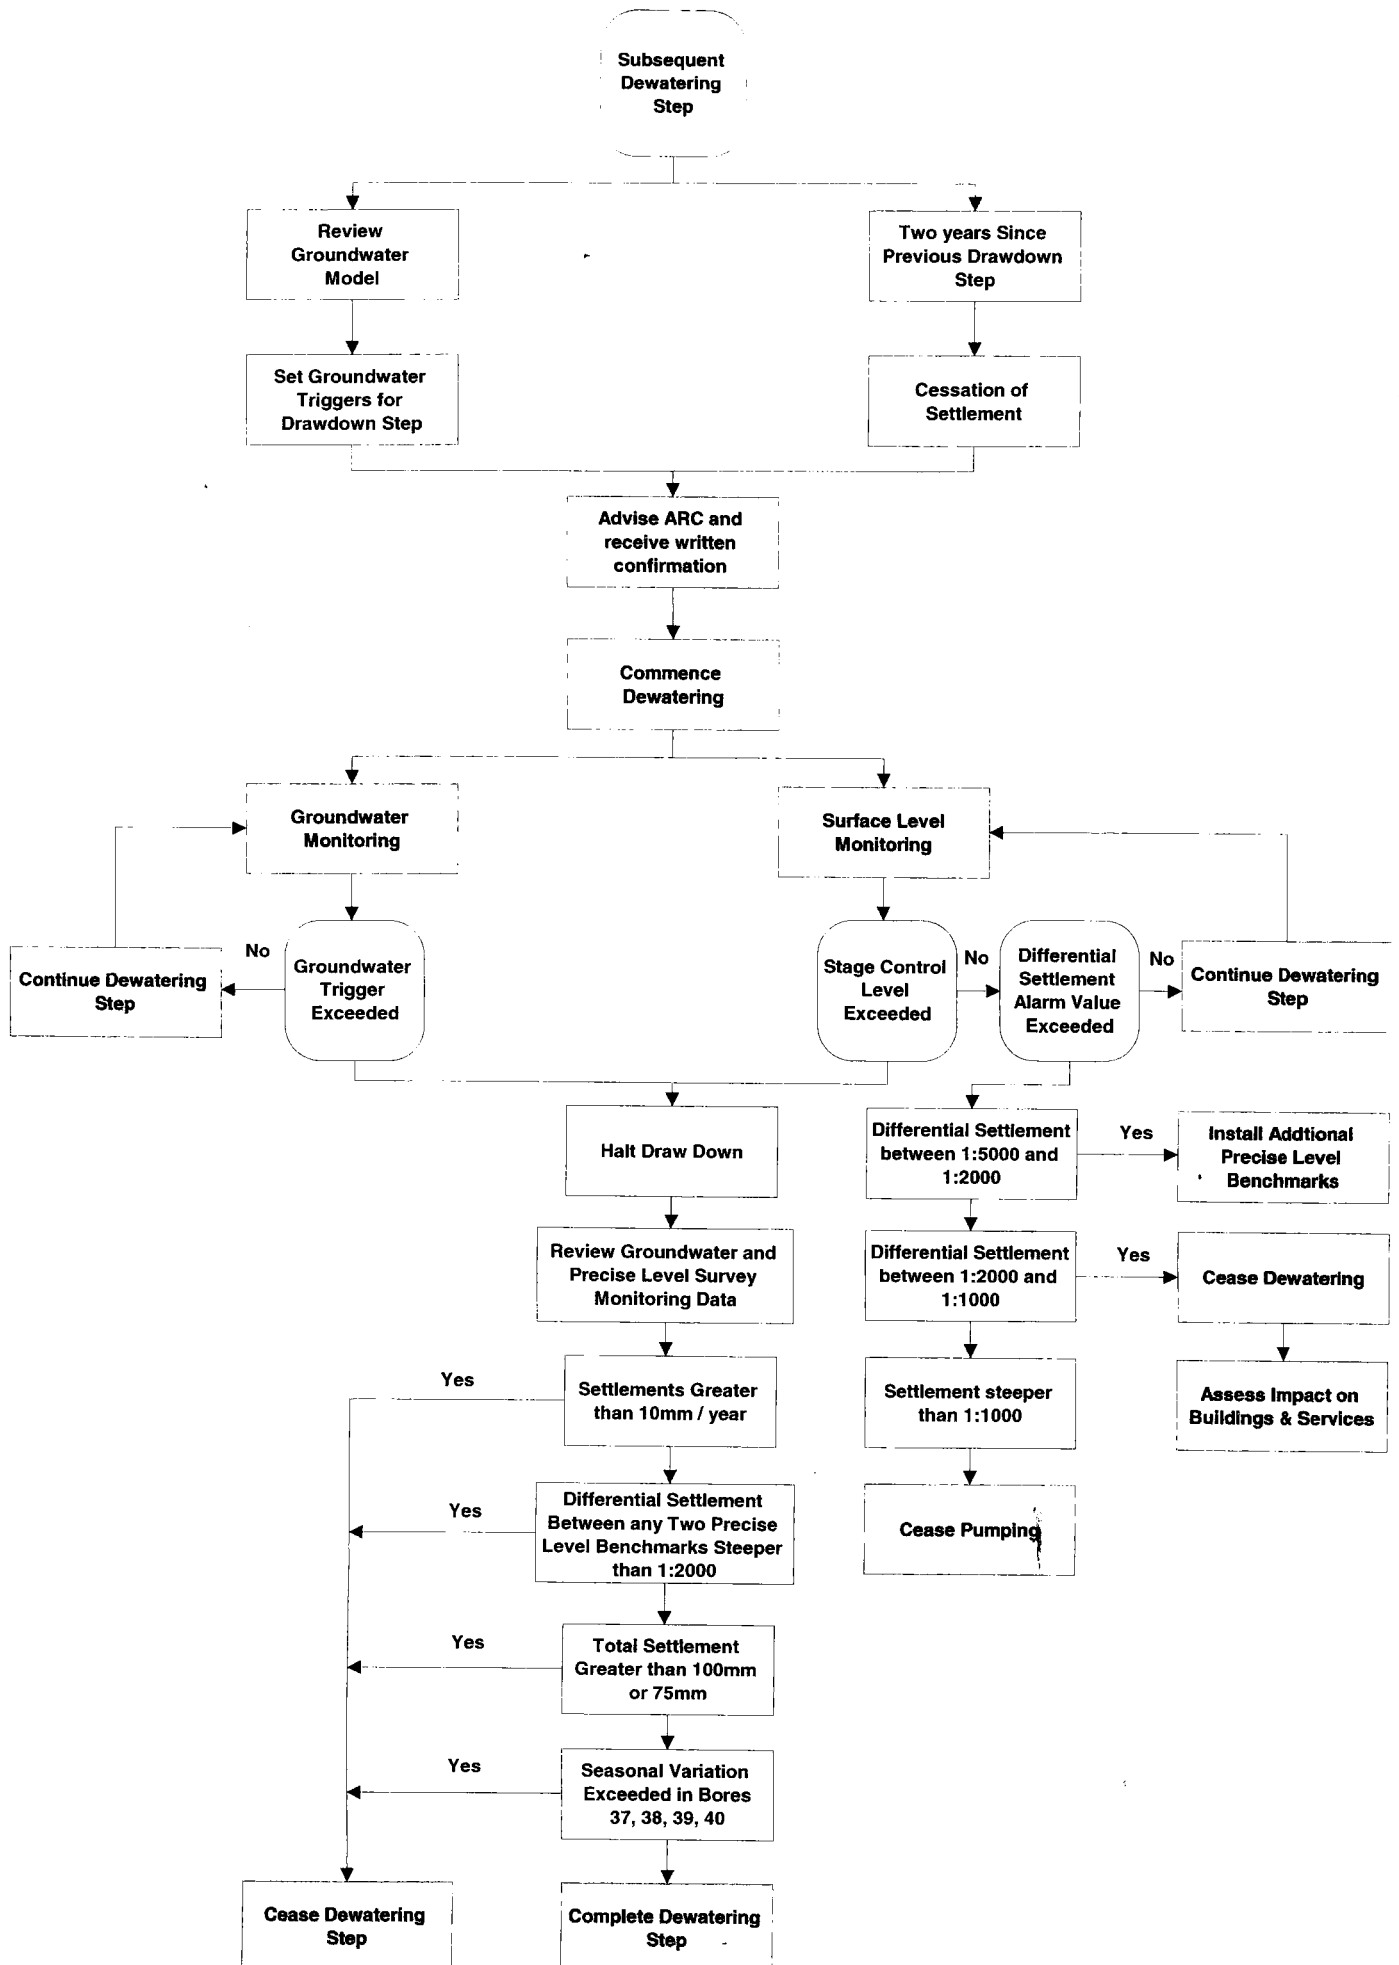 Subsequent
Dewatering
Step
Review
Groundwater
Model
Two years Since
Previous Drawdown
Step
Set Groundwater
Triggers for
Drawdown Step
Cessation of
Settlement
Advise ARC and
receive written
confirmation
Commence
Dewatering
Groundwater
Monitoring
Surface Level
Monitoring
Continue Dewatering
Step
No
Groundwater
Trigger
Exceeded
Stage Control
Level
Exceeded
No
Differential
Settlement
Alarm Value
Exceeded
No
Continue Dewatering
Step
Halt Draw Down
Differential Settlement
between 1:5000 and
1:2000
Yes
Install Addtional
Precise Level
Benchmarks
Review Groundwater and
Precise Level Survey
Monitoring Data
Differential Settlement
between 1:2000 and
1:1000
Yes
Cease Dewatering
Yes
Settlements Greater
than 10mm / year
Settlement steeper
than 1:1000
Assess Impact on
Buildings & Services
Yes
Differential Settlement
Between any Two Precise
Level Benchmarks Steeper
than 1:2000
Cease Pumping
Yes
Total Settlement
Greater than 100mm
or 75mm
Yes
Seasonal Variation
Exceeded in Bores
37, 38, 39, 40
Cease Dewatering
Step
Complete Dewatering
Step